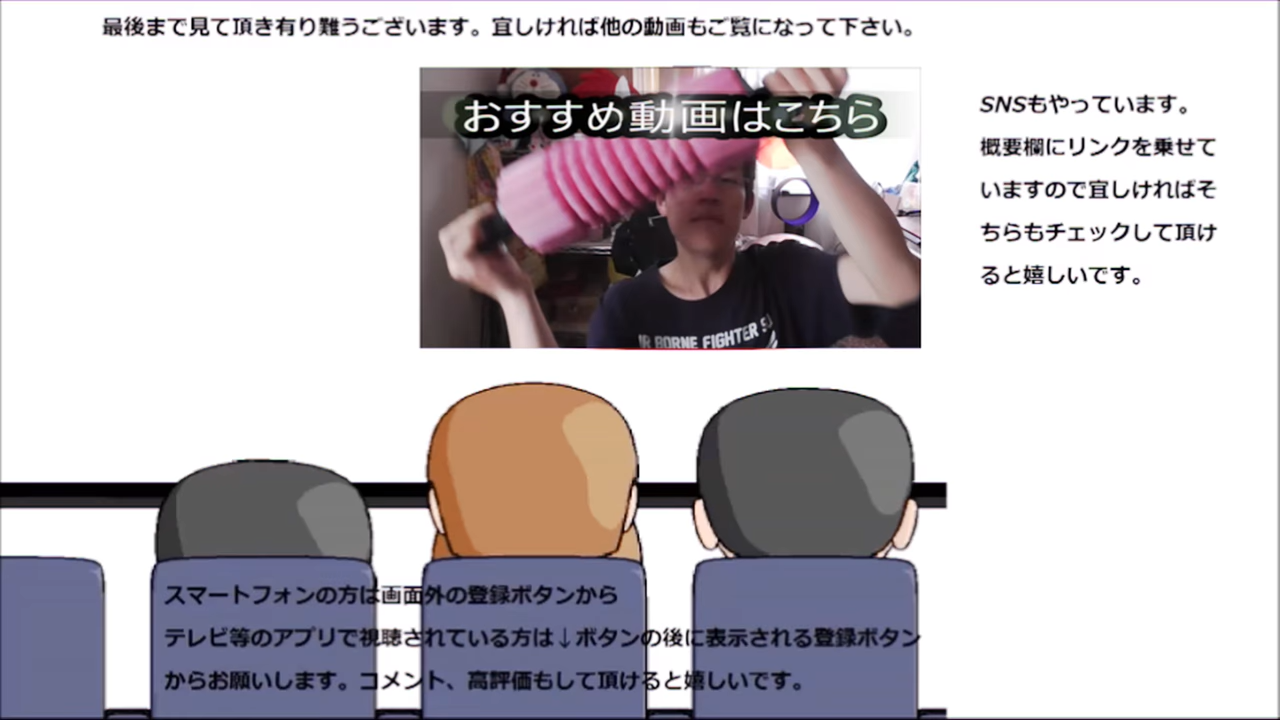 最後まで見て頂き有り難うございます。宜しければ他の動画もご覧になって下さい。
おすすめ動画はこちら
BORNE FIGHTER
SNSもやっています。
概要欄にリンクを乗せて
いますので宜しければそ
ちらもチェックして頂け
ると嬉しいです。
スマートフォンの方は画面外の登録ボタンから
テレビ等のアプリで視聴されている方は↓ボタンの後に表示される登録ボタン
からお願いします。コメント、高評価もして頂けると嬉しいです。